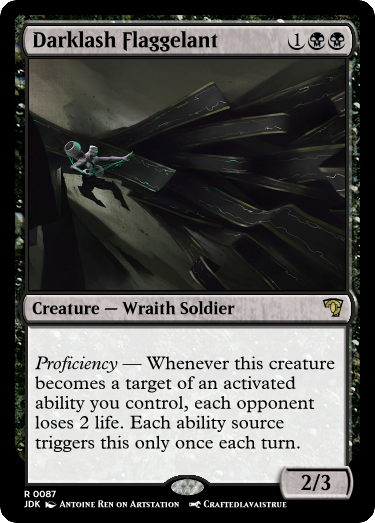 Darklash Flaggelant 1
Creature — Wraith Soldier
Proficiency — Whenever this creature
becomes a target of an activated
ability you control, each opponent
loses 2 life. Each ability source
triggers this only once each turn.
2/3
R 0087
JDK Antoine Ren on Artstation Craftedlavaistrue